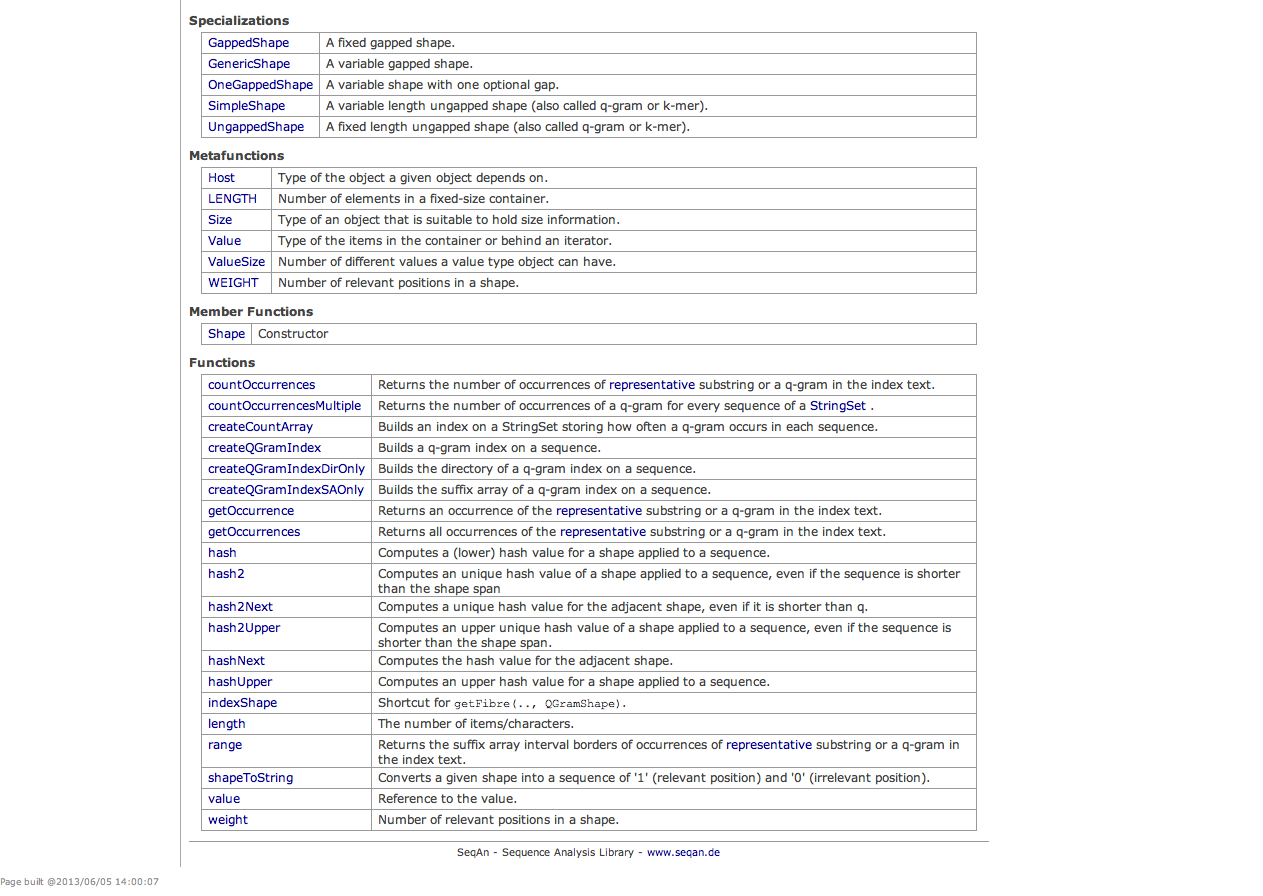 Specializations
GappedShape A fixed gapped shape.
GenericShape A variable gapped shape.
OneGappedShape A variable shape with one optional gap.
SimpleShape A variable length ungapped shape (also called q-gram or k-mer).
UngappedShape A fixed length ungapped shape (also called q-gram or k-mer).
Metafunctions
Host Type of the object a given object depends on.
LENGTH Number of elements in a fixed-size container.
Size Type of an object that is suitable to hold size information.
Value Type of the items in the container or behind an iterator.
ValueSize Number of different values a value type object can have.
WEIGHT Number of relevant positions in a shape.
Member Functions
Shape Constructor
Functions
countOccurrences Returns the number of occurrences of representative substring or a q-gram in the index text.
countOccurrencesMultiple Returns the number of occurrences of a q-gram for every sequence of a StringSet .
createCountArray Builds an index on a StringSet storing how often a q-gram occurs in each sequence.
createQGramIndex Builds a q-gram index on a sequence.
createQGramIndexDirOnly Builds the directory of a q-gram index on a sequence.
createQGramIndexSAOnly Builds the suffix array of a q-gram index on a sequence.
getOccurrence Returns an occurrence of the representative substring or a q-gram in the index text.
getOccurrences Returns all occurrences of the representative substring or a q-gram in the index text.
hash Computes a (lower) hash value for a shape applied to a sequence.
hash2 Computes an unique hash value of a shape applied to a sequence, even if the sequence is shorter
than the shape span
hash2Next Computes a unique hash value for the adjacent shape, even if it is shorter than q.
hash2Upper Computes an upper unique hash value of a shape applied to a sequence, even if the sequence is
shorter than the shape span.
hashNext Computes the hash value for the adjacent shape.
hashUpper Computes an upper hash value for a shape applied to a sequence.
indexShape Shortcut for getFibre(.., QGramShape).
length The number of items/characters.
range Returns the suffix array interval borders of occurrences of representative substring or a q-gram in
the index text.
shapeToString Converts a given shape into a sequence of '1' (relevant position) and '0' (irrelevant position).
value Reference to the value.
weight Number of relevant positions in a shape.
SeqAn - Sequence Analysis Library - www.seqan.de
Page built @2013/06/05 14:00:07